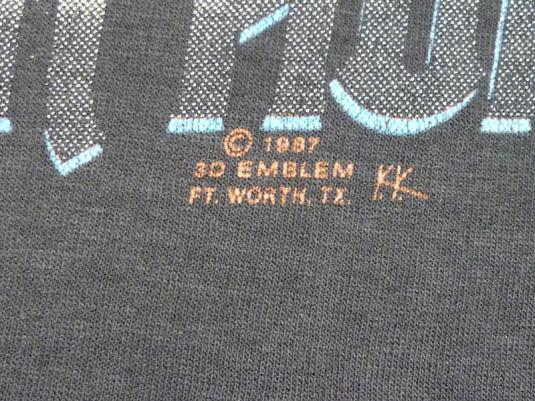 © 1987
3D EMBLEM
FT. WORTH, TX.
K.K.